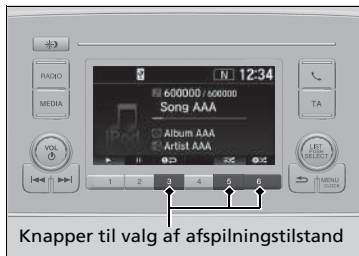 N 12:34
RADIO
600000/600000
Song AAA
MEDIA
TA
iPod
Album AAA
Artist AAA
VOL
LIST
PUSH
SELECT
1 2 3 4 5 6
MENU
CLOCK
Knapper til valg af afspilningstilstand